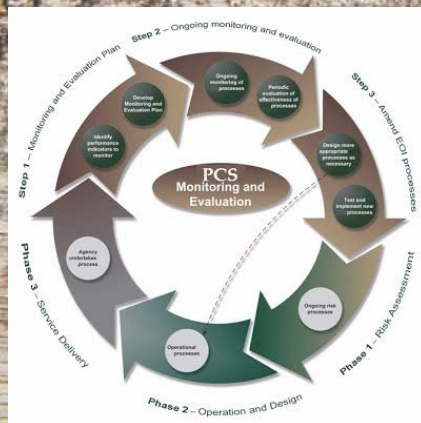 Step 1 – Monitoring and Evaluation Plan
Identify
performance
indicators to
monitor
Develop
Monitoring and
Evaluation Plan
Step 2 – Ongoing monitoring and evaluation
Ongoing
monitoring of
processes
Periodic
evaluation of
effectiveness of
processes
Step 3 – Amend EOI processes
Design more
appropriate
processes as
necessary
Test and
implement new
processes
PCS
Monitoring and
Evaluation
Phase 1 – Risk Assessment
Ongoing risk
processes
Phase 2 – Operation and Design
Operational
processes
Phase 3 – Service Delivery
Agency
undertakes
process